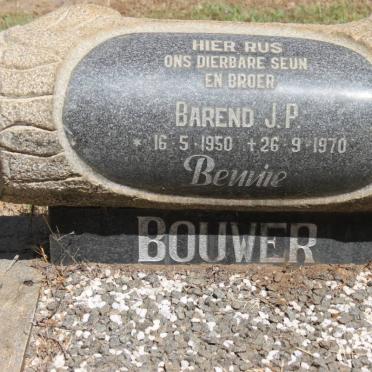 HIER RUS
ONS DIERBARE SEUN
EN BROER
BAREND J.P.
* 16·5·1950 +26·9·1970
Bennie
BOUWER